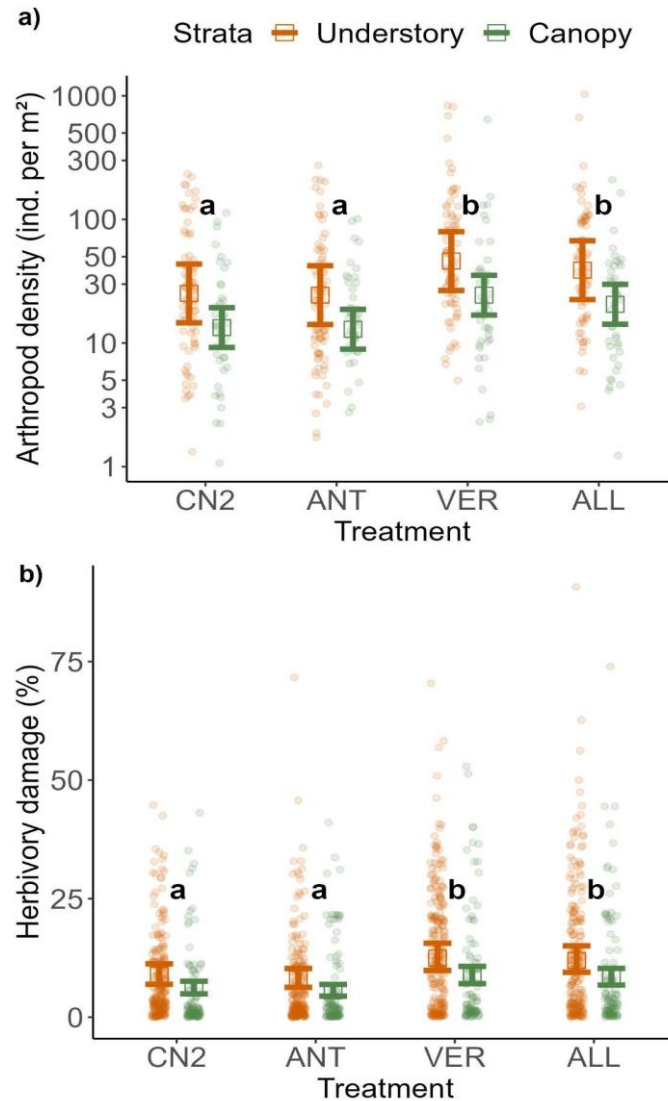 a)
Strata Understory Canopy
Arthropod density (ind. per m²)
1000
500
300
100
50
30
10
5
3
1
a a b b
CN2 ANT VER ALL
Treatment
b)
Herbivory damage (%)
75
50
25
0
a a b b
CN2 ANT VER ALL
Treatment